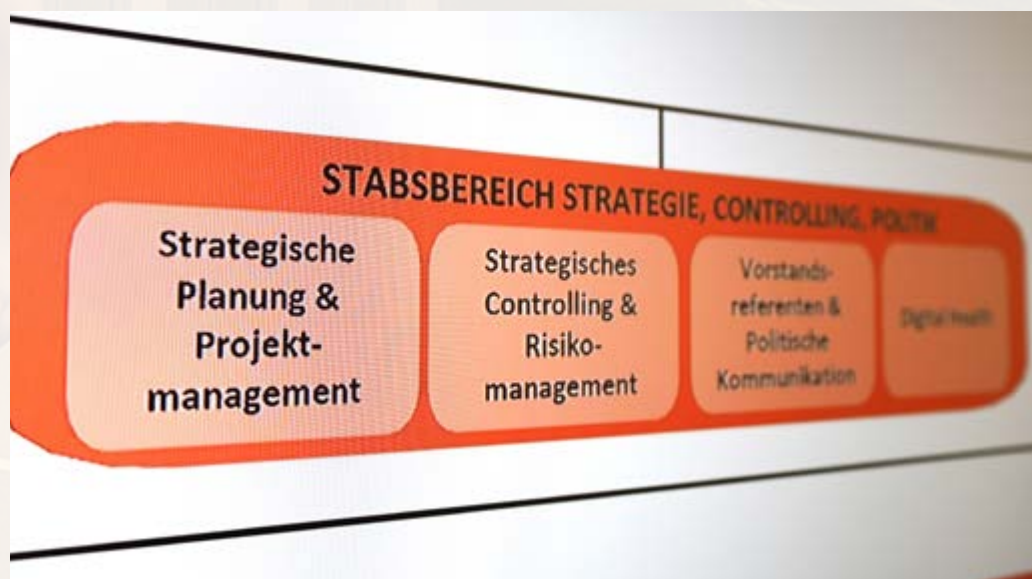 STABSBEREICH STRATEGIE, CONTROLLING, POLITIK
Strategische
Planung &
Projekt-
management
Strategisches
Controlling &
Risiko-
management
Vorstands-
referenten &
Politische
Kommunikation
Digital Health